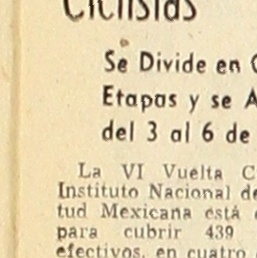 Ciclistas
Se Divide en
Etapas y se A
del 3 al 6 de
La VI Vuelta C
Instituto Nacional de
tud Mexicana está
para cubrir 439
efectivos, en cuatro